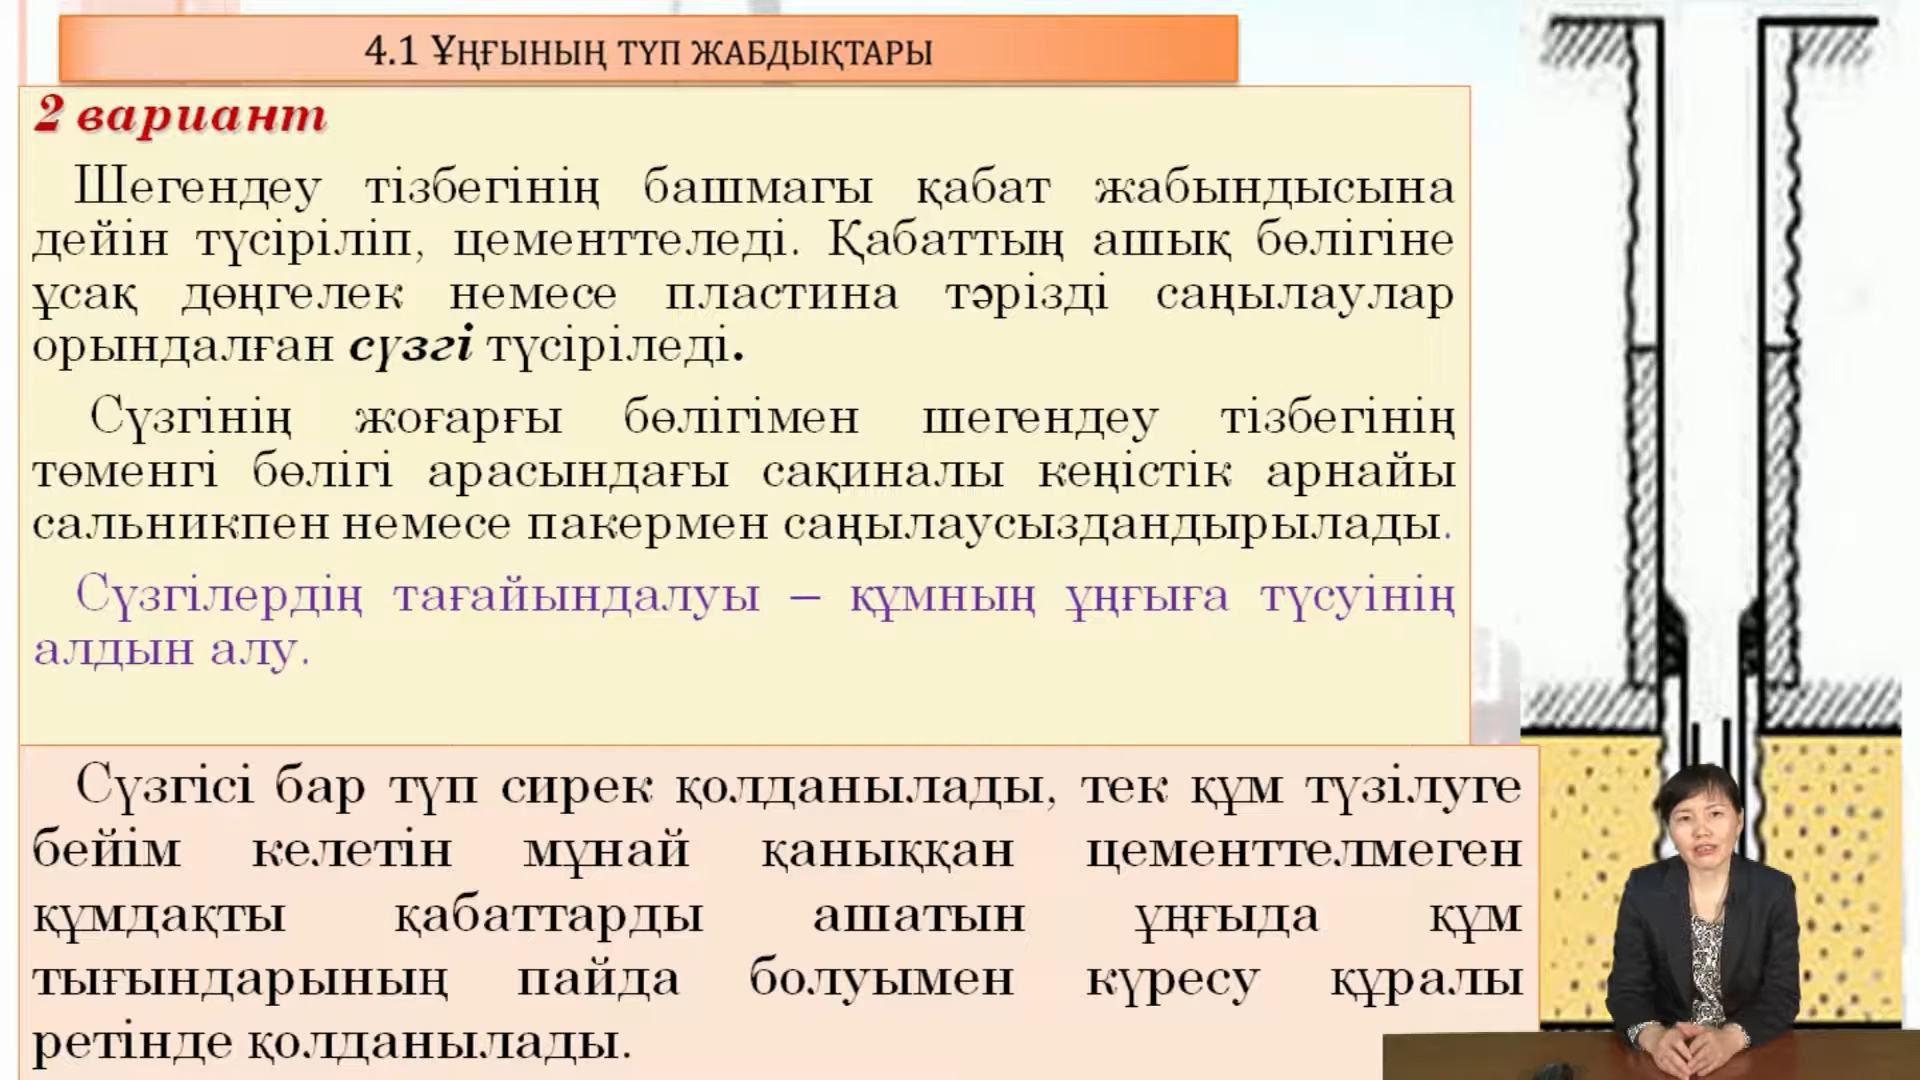 4.1 Ұңғының түп жабдықтары
2 вариант
Шегендеу тізбегінің башмагы қабат жабындысына
дейін түсіріліп, цементтеледі. Қабаттың ашық бөлігіне
ұсақ дөңгелек немесе пластина тәрізді саңылаулар
орындалған сүзгі түсіріледі.
Сүзгінің жоғарғы бөлігімен шегендеу тізбегінің
төменгі бөлігі арасындағы сақиналы кеңістік арнайы
сальникпен немесе пакермен саңылаусыздандырылады.
Сүзгілердің тағайындалуы – құмның ұңғыға түсуінің
алдын алу.
Сүзгісі бар түп сирек қолданылады, тек құм түзілуге
бейім келетін мұнай қаныққан цементтелмеген
құмдақты қабаттарды ашатын ұңғыда құм
тығындарының пайда болуымен күресу құралы
ретінде қолданылады.